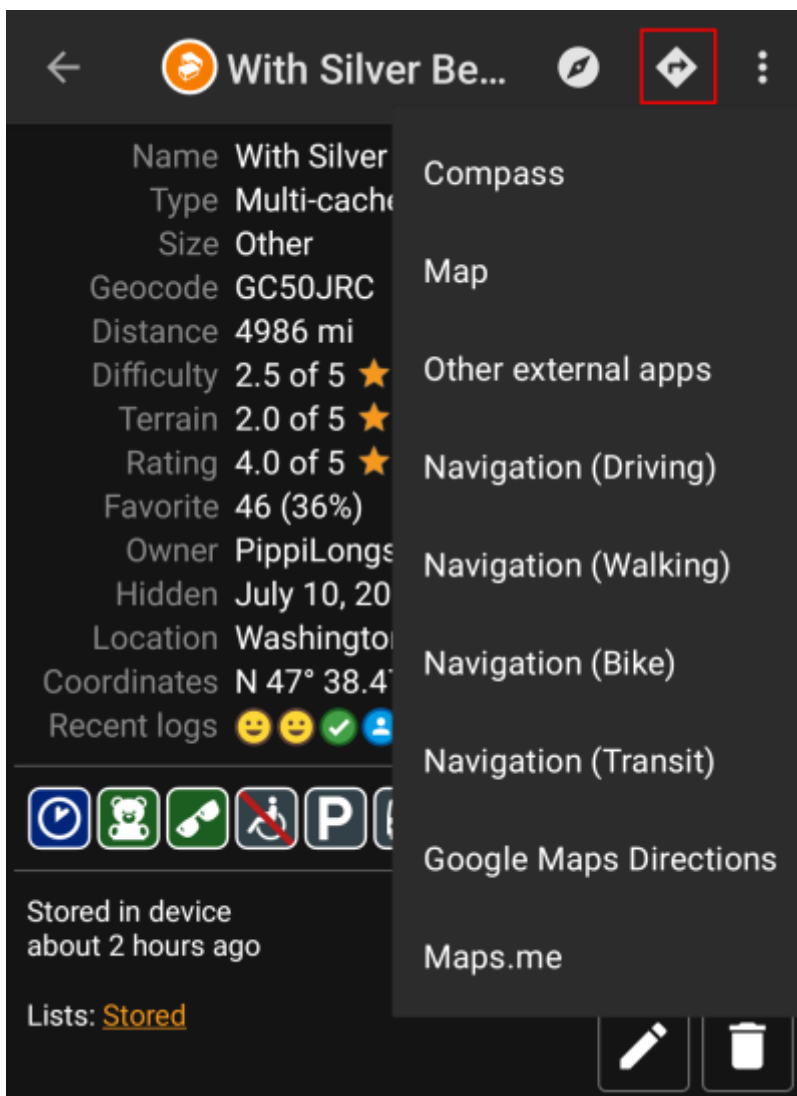 With Silver Be...
Name With Silver
Type Multi-cache
Size Other
Geocode GC50JRC
Distance 4986 mi
Difficulty 2.5 of 5
Terrain 2.0 of 5
Rating 4.0 of 5
Favorite 46 (36%)
Owner PippiLongs
Hidden July 10, 20
Location Washington
Coordinates N 47° 38.4
Recent logs
P
Stored in device
about 2 hours ago
Lists: Stored
Compass
Map
Other external apps
Navigation (Driving)
Navigation (Walking)
Navigation (Bike)
Navigation (Transit)
Google Maps Directions
Maps.me